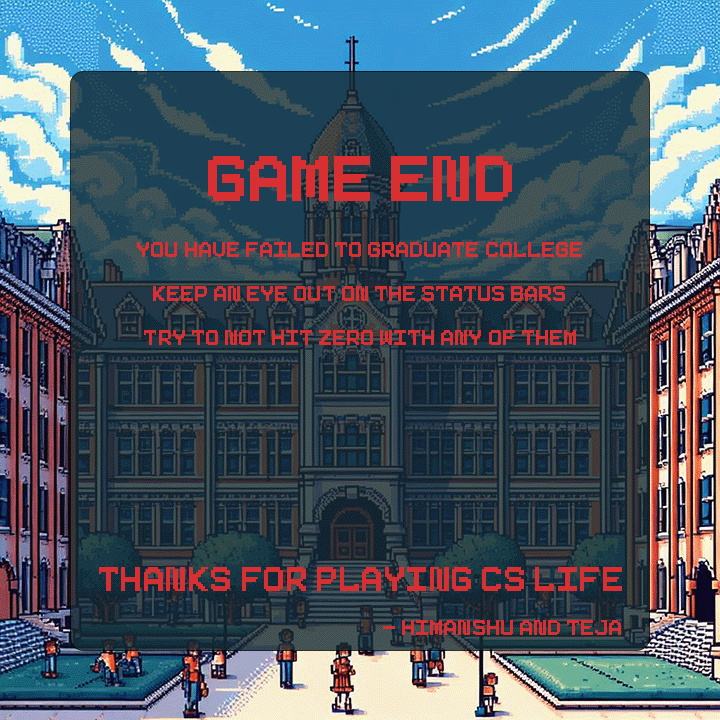 GAME END
YOU HAVE FAILED TO GRADUATE COLLEGE
KEEP AN EYE OUT ON THE STATUS BARS
TRY TO NOT HIT ZERO WITH ANY OF THEM
THANKS FOR PLAYING CS LIFE
- HIMANSHU AND TEJA